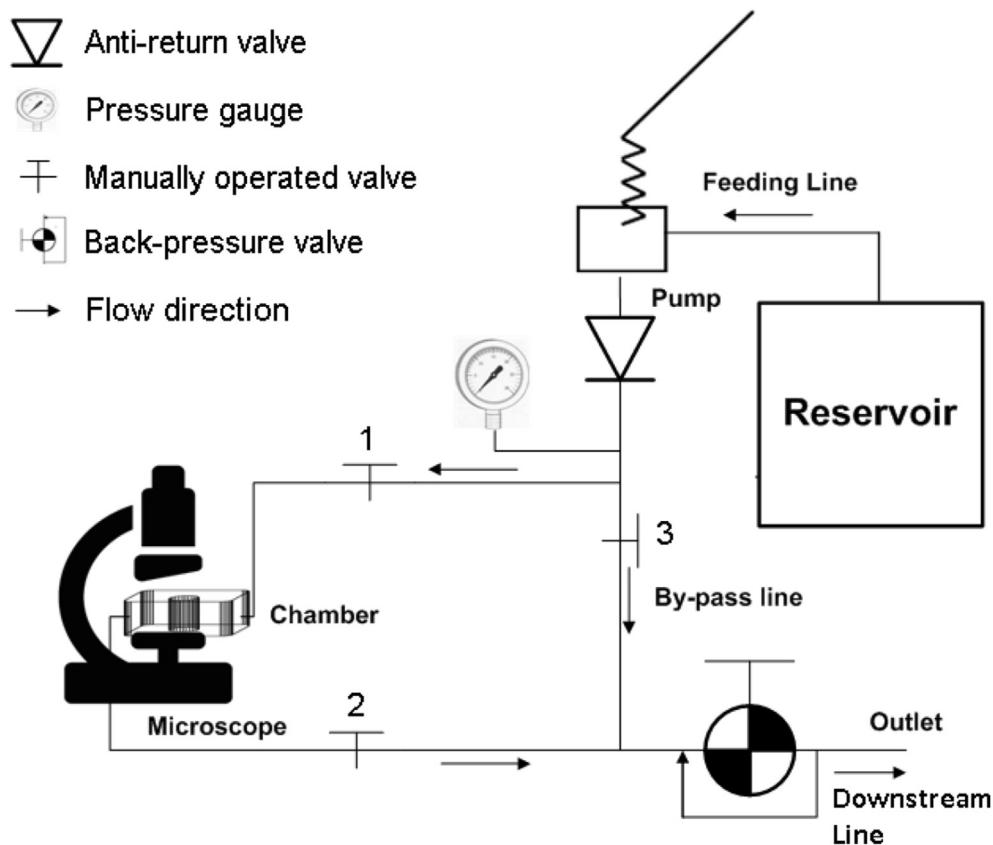 Anti-return valve
Pressure gauge
Manually operated valve
Back-pressure valve
Flow direction
Feeding Line
Pump
Reservoir
1
3
By-pass line
Chamber
Microscope
2
Outlet
Downstream
Line